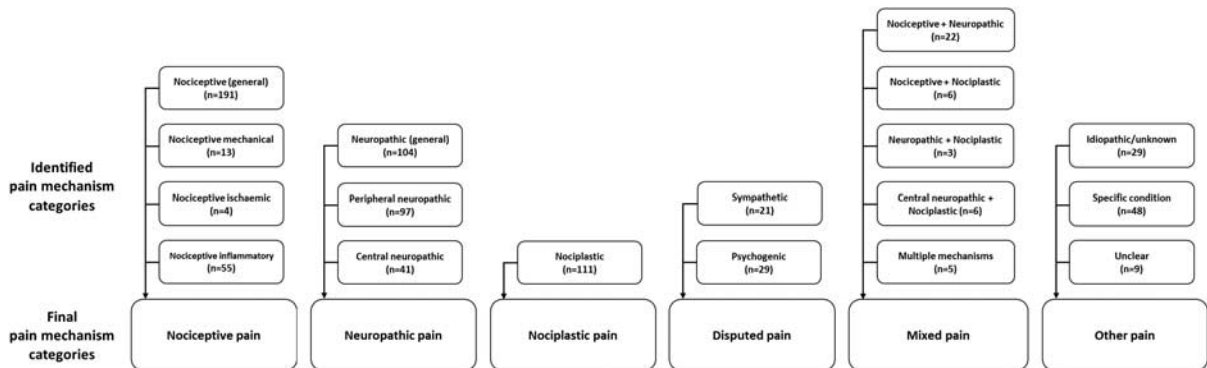 Identified
pain mechanism
categories
Nociceptive (general)
(n=191)
Nociceptive mechanical
(n=13)
Nociceptive ischaemic
(n=4)
Nociceptive inflammatory
(n=55)
Neuropathic (general)
(n=104)
Peripheral neuropathic
(n=97)
Central neuropathic
(n=41)
Nociplastic
(n=111)
Sympathetic
(n=21)
Psychogenic
(n=29)
Nociceptive + Neuropathic
(n=22)
Nociceptive + Nociplastic
(n=6)
Neuropathic + Nociplastic
(n=3)
Central neuropathic +
Nociplastic (n=6)
Multiple mechanisms
(n=5)
Idiopathic/unknown
(n=29)
Specific condition
(n=48)
Unclear
(n=9)
Final
pain mechanism
categories
Nociceptive pain
Neuropathic pain
Nociplastic pain
Disputed pain
Mixed pain
Other pain